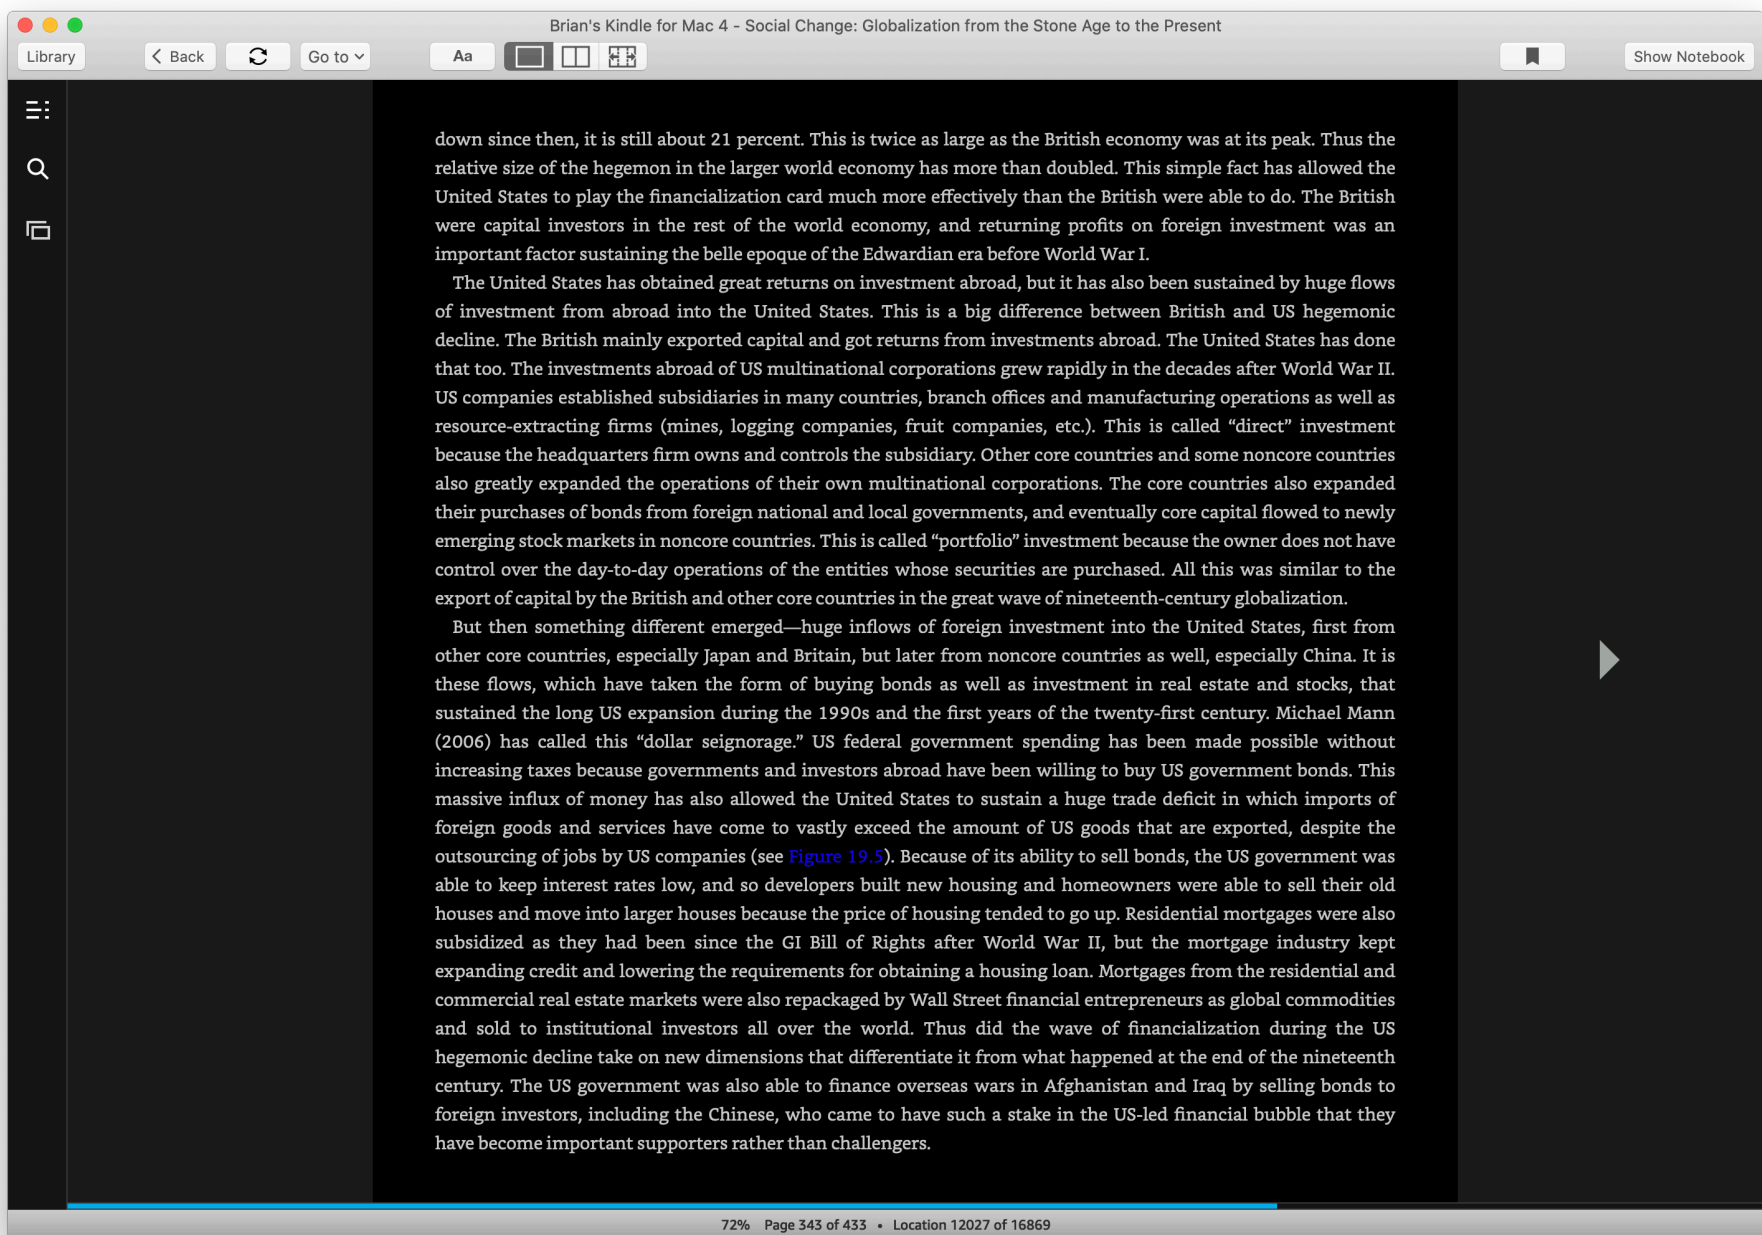 Brian's Kindle for Mac 4 - Social Change: Globalization from the Stone Age to the Present
Library
Back
Go to
Aa
Show Notebook
down since then, it is still about 21 percent. This is twice as large as the British economy was at its peak. Thus the
relative size of the hegemon in the larger world economy has more than doubled. This simple fact has allowed the
United States to play the financialization card much more effectively than the British were able to do. The British
were capital investors in the rest of the world economy, and returning profits on foreign investment was an
important factor sustaining the belle epoque of the Edwardian era before World War I.
The United States has obtained great returns on investment abroad, but it has also been sustained by huge flows
of investment from abroad into the United States. This is a big difference between British and US hegemonic
decline. The British mainly exported capital and got returns from investments abroad. The United States has done
that too. The investments abroad of US multinational corporations grew rapidly in the decades after World War II.
US companies established subsidiaries in many countries, branch offices and manufacturing operations as well as
resource-extracting firms (mines, logging companies, fruit companies, etc.). This is called “direct” investment
because the headquarters firm owns and controls the subsidiary. Other core countries and some noncore countries
also greatly expanded the operations of their own multinational corporations. The core countries also expanded
their purchases of bonds from foreign national and local governments, and eventually core capital flowed to newly
emerging stock markets in noncore countries. This is called “portfolio” investment because the owner does not have
control over the day-to-day operations of the entities whose securities are purchased. All this was similar to the
export of capital by the British and other core countries in the great wave of nineteenth-century globalization.
But then something different emerged—huge inflows of foreign investment into the United States, first from
other core countries, especially Japan and Britain, but later from noncore countries as well, especially China. It is
these flows, which have taken the form of buying bonds as well as investment in real estate and stocks, that
sustained the long US expansion during the 1990s and the first years of the twenty-first century. Michael Mann
(2006) has called this “dollar seignorage.” US federal government spending has been made possible without
increasing taxes because governments and investors abroad have been willing to buy US government bonds. This
massive influx of money has also allowed the United States to sustain a huge trade deficit in which imports of
foreign goods and services have come to vastly exceed the amount of US goods that are exported, despite the
outsourcing of jobs by US companies (see Figure 19.5). Because of its ability to sell bonds, the US government was
able to keep interest rates low, and so developers built new housing and homeowners were able to sell their old
houses and move into larger houses because the price of housing tended to go up. Residential mortgages were also
subsidized as they had been since the GI Bill of Rights after World War II, but the mortgage industry kept
expanding credit and lowering the requirements for obtaining a housing loan. Mortgages from the residential and
commercial real estate markets were also repackaged by Wall Street financial entrepreneurs as global commodities
and sold to institutional investors all over the world. Thus did the wave of financialization during the US
hegemonic decline take on new dimensions that differentiate it from what happened at the end of the nineteenth
century. The US government was also able to finance overseas wars in Afghanistan and Iraq by selling bonds to
foreign investors, including the Chinese, who came to have such a stake in the US-led financial bubble that they
have become important supporters rather than challengers.
72% Page 343 of 433 • Location 12027 of 16869